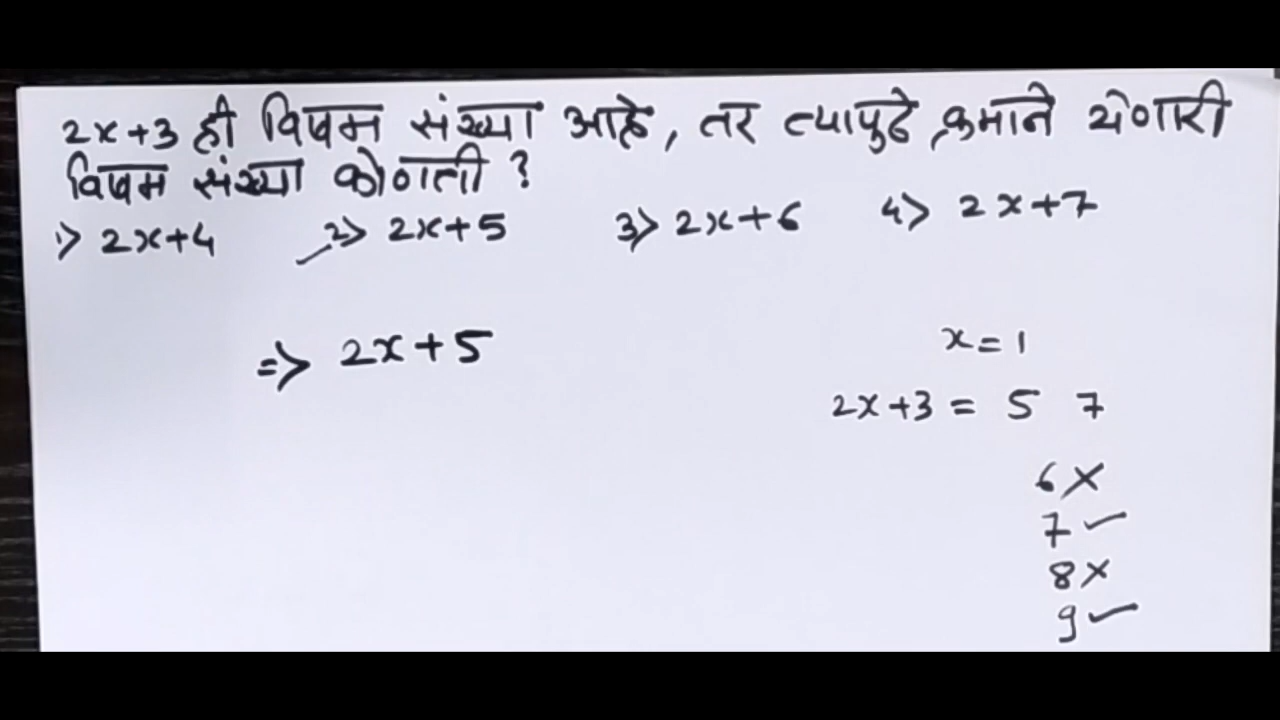 2x+3 ही विषम संख्या आहे, तर त्यापुढे क्रमाने येणारी
विषम संख्या कोणती ?
1> 2x+4 2> 2x+5 3> 2x+6 4> 2x+7
=> 2x+5
x=1
2x+3 = 5 7
6 ×
7 ✓
8 ×
9 ✓